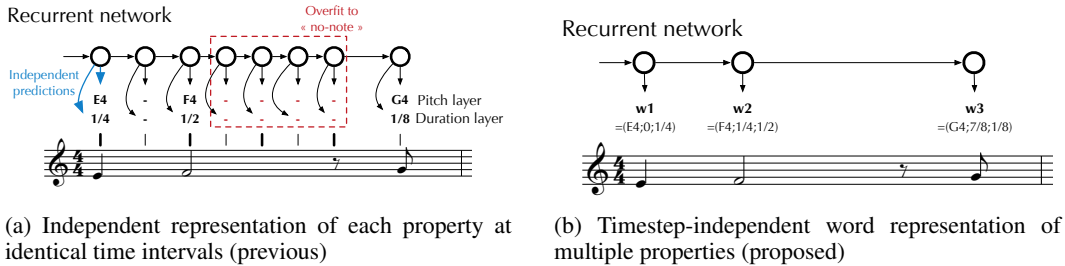 Recurrent network
Overfit to
« no-note »
Independent
predictions
E4 - F4 - - - - G4 Pitch layer
1/4 - 1/2 - - - - 1/8 Duration layer
4
4
(a) Independent representation of each property at
identical time intervals (previous)
Recurrent network
w1 w2 w3
=(E4;0;1/4) =(F4;1/4;1/2) =(G4;7/8;1/8)
4
4
(b) Timestep-independent word representation of
multiple properties (proposed)